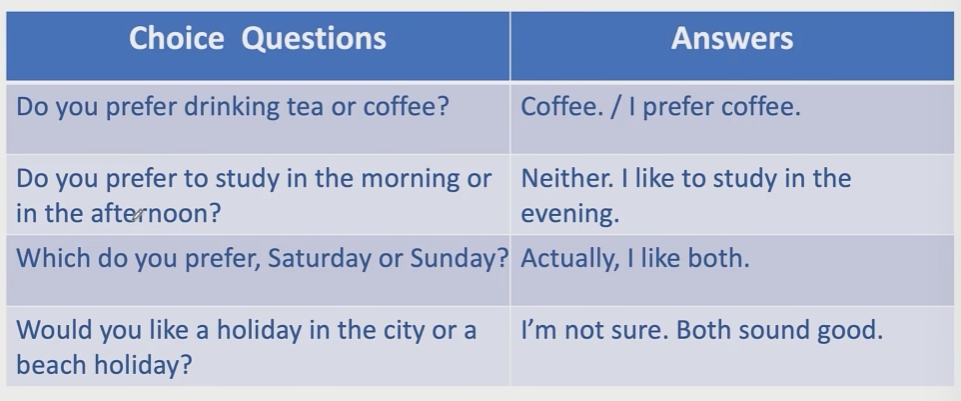 Choice Questions
Answers
Do you prefer drinking tea or coffee?
Coffee. / I prefer coffee.
Do you prefer to study in the morning or
in the afternoon?
Neither. I like to study in the
evening.
Which do you prefer, Saturday or Sunday?
Actually, I like both.
Would you like a holiday in the city or a
beach holiday?
I'm not sure. Both sound good.